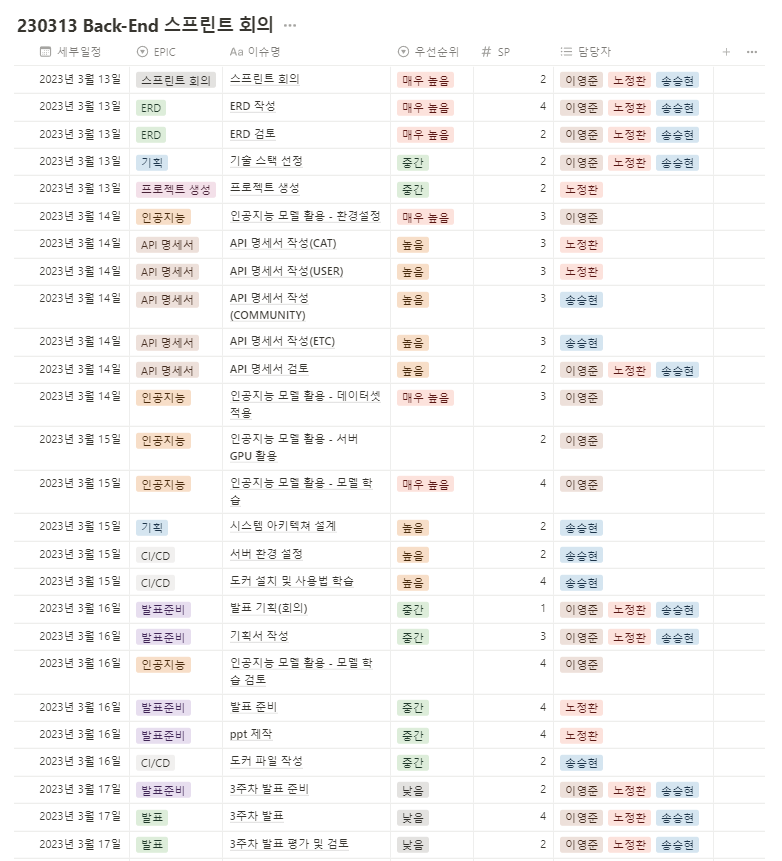 230313 Back-End 스프린트 회의 ···
세부일정 EPIC Aa 이슈명 우선순위 # SP 담당자 + ···
2023년 3월 13일 스프린트 회의 스프린트 회의 매우 높음 2 이영준 노정환 송승현
2023년 3월 13일 ERD ERD 작성 매우 높음 4 이영준 노정환 송승현
2023년 3월 13일 ERD ERD 검토 매우 높음 2 이영준 노정환 송승현
2023년 3월 13일 기획 기술 스택 선정 중간 2 이영준 노정환 송승현
2023년 3월 13일 프로젝트 생성 프로젝트 생성 중간 2 노정환
2023년 3월 14일 인공지능 인공지능 모델 활용 - 환경설정 매우 높음 3 이영준
2023년 3월 14일 API 명세서 API 명세서 작성(CAT) 높음 3 노정환
2023년 3월 14일 API 명세서 API 명세서 작성(USER) 높음 3 노정환
2023년 3월 14일 API 명세서 API 명세서 작성 높음 3 송승현
(COMMUNITY)
2023년 3월 14일 API 명세서 API 명세서 작성(ETC) 높음 3 송승현
2023년 3월 14일 API 명세서 API 명세서 검토 높음 2 이영준 노정환 송승현
2023년 3월 14일 인공지능 인공지능 모델 활용 - 데이터셋 매우 높음 3 이영준
적용
2023년 3월 15일 인공지능 인공지능 모델 활용 - 서버 2 이영준
GPU 활용
2023년 3월 15일 인공지능 인공지능 모델 활용 - 모델 학 매우 높음 4 이영준
습
2023년 3월 15일 기획 시스템 아키텍쳐 설계 높음 2 송승현
2023년 3월 15일 CI/CD 서버 환경 설정 높음 2 송승현
2023년 3월 15일 CI/CD 도커 설치 및 사용법 학습 높음 4 송승현
2023년 3월 16일 발표준비 발표 기획(회의) 중간 1 이영준 노정환 송승현
2023년 3월 16일 발표준비 기획서 작성 중간 3 이영준 노정환 송승현
2023년 3월 16일 인공지능 인공지능 모델 활용 - 모델 학 4 이영준
습 검토
2023년 3월 16일 발표준비 발표 준비 중간 4 노정환
2023년 3월 16일 발표준비 ppt 제작 중간 4 노정환
2023년 3월 16일 CI/CD 도커 파일 작성 중간 2 송승현
2023년 3월 17일 발표준비 3주차 발표 준비 낮음 2 이영준 노정환 송승현
2023년 3월 17일 발표 3주차 발표 낮음 4 이영준 노정환 송승현
2023년 3월 17일 발표 3주차 발표 평가 및 검토 낮음 2 이영준 노정환 송승현